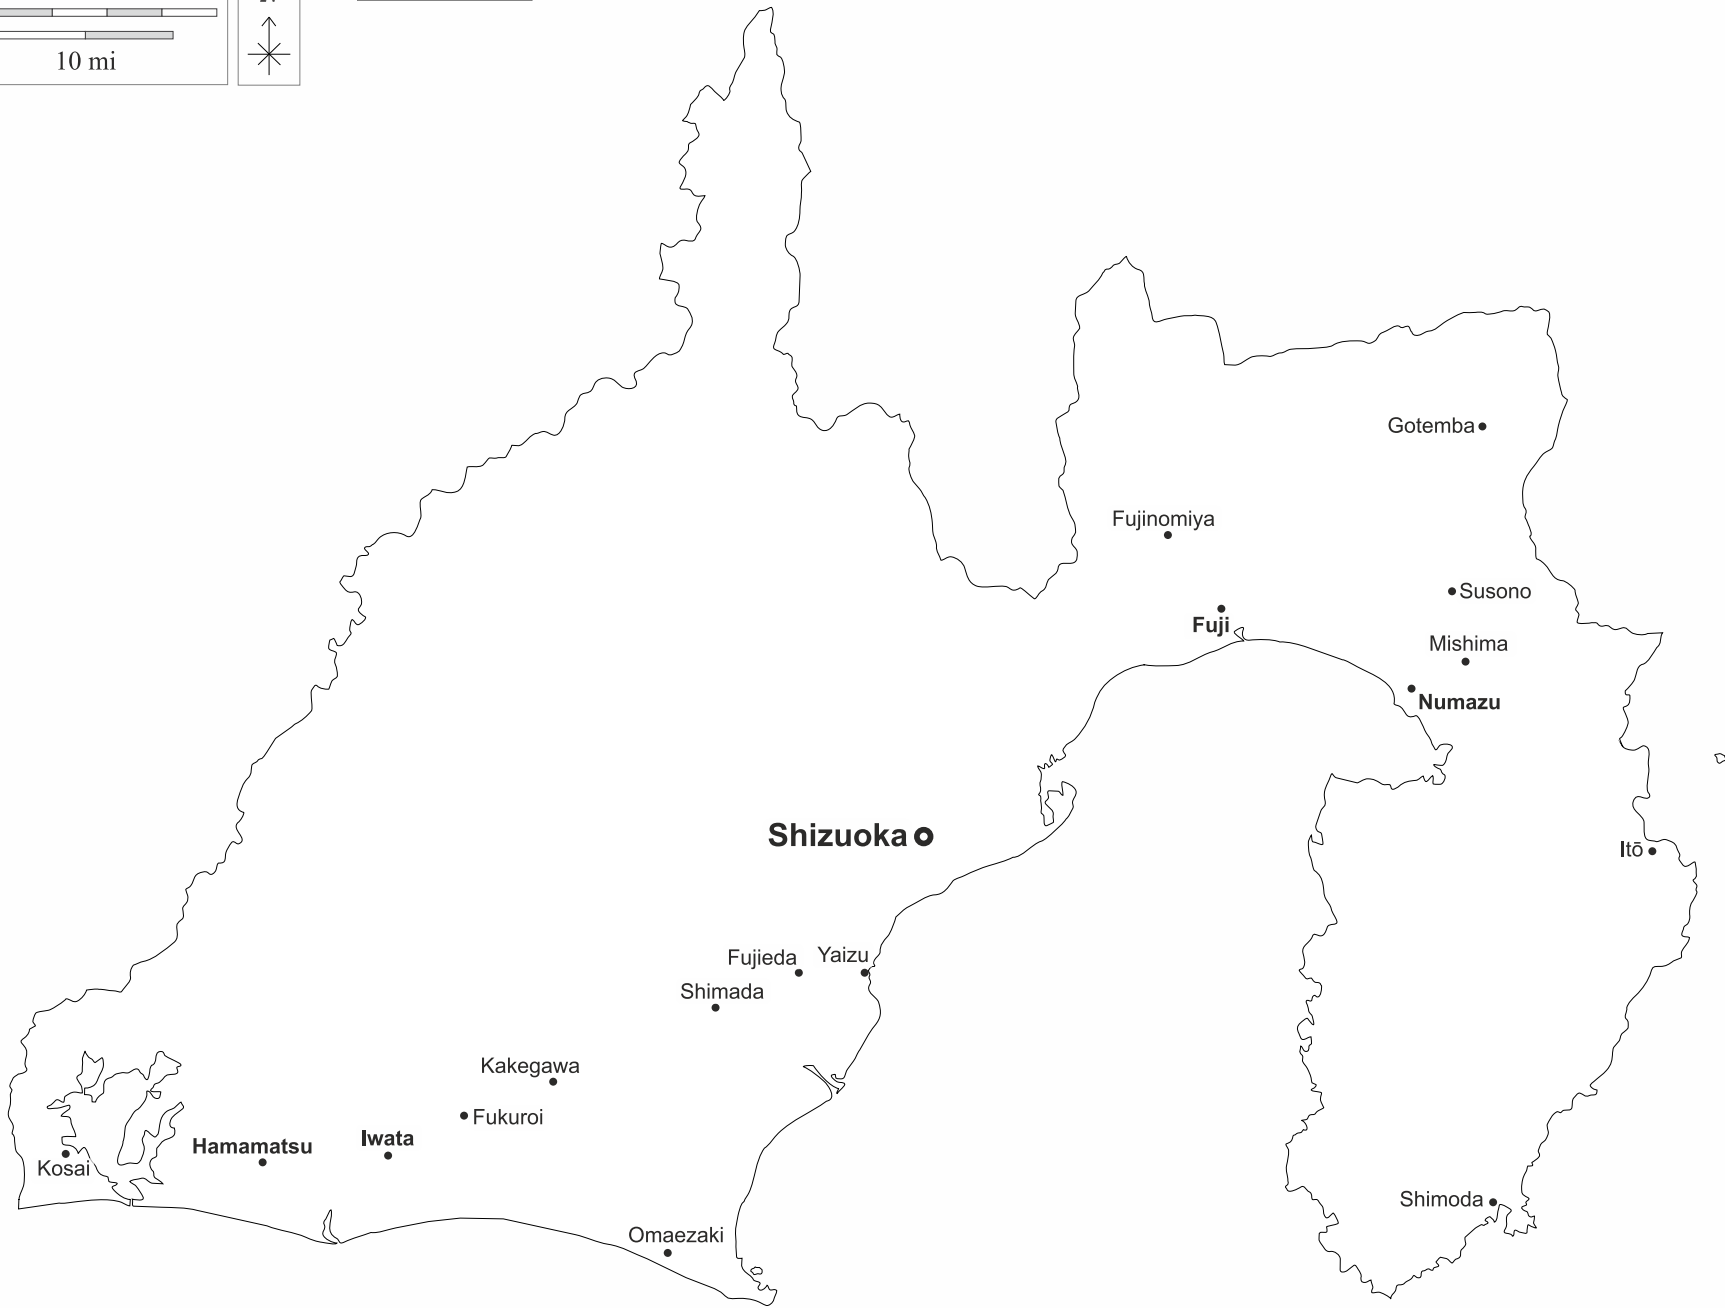 10 mi
Gotemba
Fujinomiya
Susono
Fuji
Mishima
Numazu
Shizuoka
Itō
Fujieda
Yaizu
Shimada
Kakegawa
Fukuroi
Iwata
Hamamatsu
Kosai
Shimoda
Omaezaki